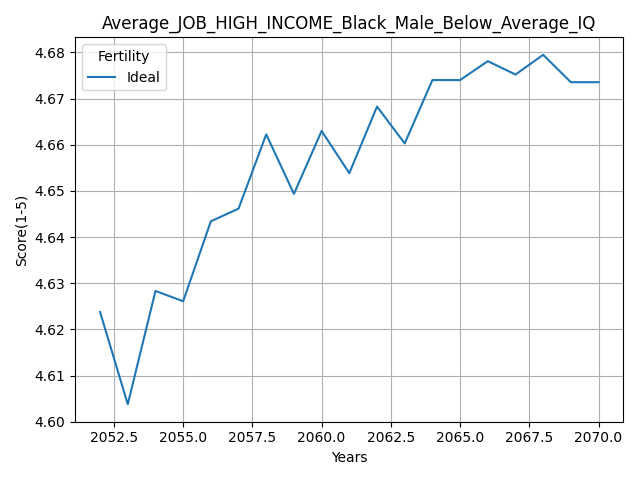 Average_JOB_HIGH_INCOME_Black_Male_Below_Average_IQ
Fertility
Ideal
4.68
4.67
4.66
4.65
4.64
4.63
4.62
4.61
4.60
Score(1-5)
2052.5 2055.0 2057.5 2060.0 2062.5 2065.0 2067.5 2070.0
Years